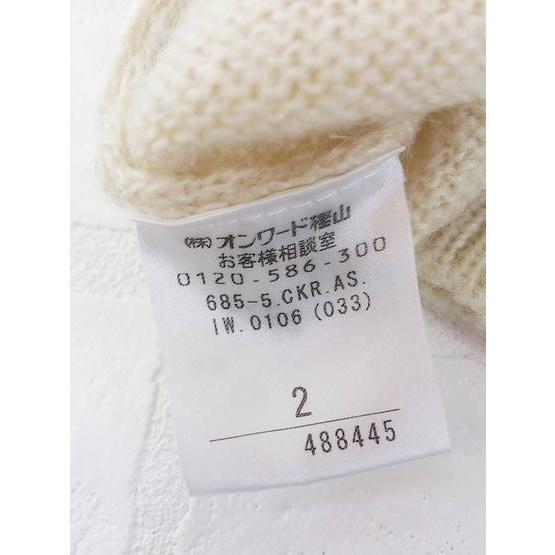 ㈱オンワード樫山
お客様相談室
0120-586-300
685-5.CKR.AS.
IW.0106 (033)
2
488445